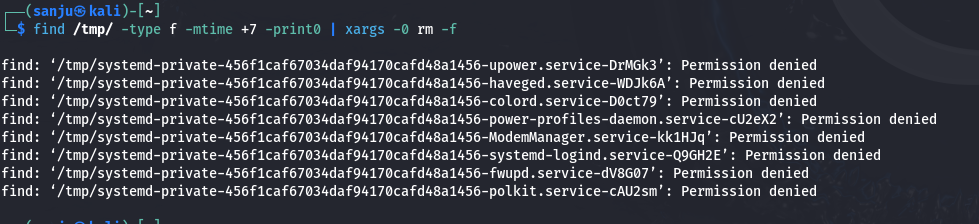 (sanju㉿kali)-[~]
$ find /tmp/ -type f -mtime +7 -print0 | xargs -0 rm -f
find: ‘/tmp/systemd-private-456f1caf67034daf94170cafd48a1456-upower.service-DrMGk3’: Permission denied
find: ‘/tmp/systemd-private-456f1caf67034daf94170cafd48a1456-haveged.service-WDJk6A’: Permission denied
find: ‘/tmp/systemd-private-456f1caf67034daf94170cafd48a1456-colord.service-D0ct79’: Permission denied
find: ‘/tmp/systemd-private-456f1caf67034daf94170cafd48a1456-power-profiles-daemon.service-cU2eX2’: Permission denied
find: ‘/tmp/systemd-private-456f1caf67034daf94170cafd48a1456-ModemManager.service-kk1HJq’: Permission denied
find: ‘/tmp/systemd-private-456f1caf67034daf94170cafd48a1456-systemd-logind.service-Q9GH2E’: Permission denied
find: ‘/tmp/systemd-private-456f1caf67034daf94170cafd48a1456-fwupd.service-dV8G07’: Permission denied
find: ‘/tmp/systemd-private-456f1caf67034daf94170cafd48a1456-polkit.service-cAU2sm’: Permission denied